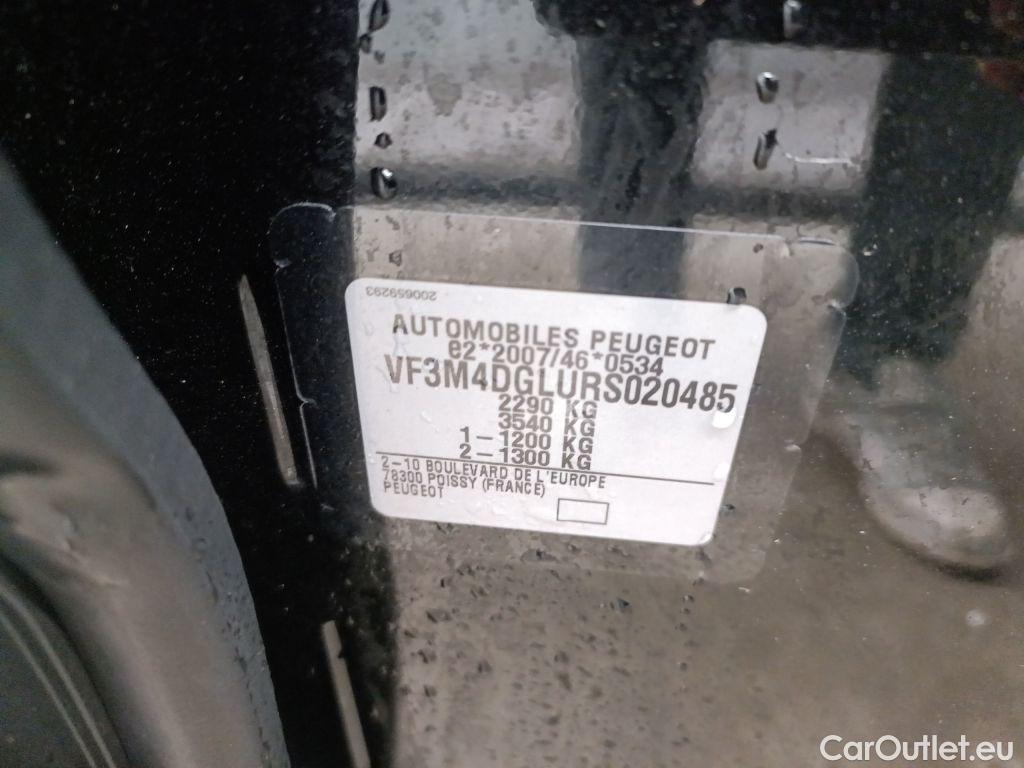 200659293
AUTOMOBILES PEUGEOT
e2*2007/46*0534
VF3M4DGLURS020485
2290 KG
3540 KG
1-1200 KG
2-1300 KG
2-10 BOULEVARD DE L'EUROPE
78300 POISSY (FRANCE)
PEUGEOT
CarOutlet.eu